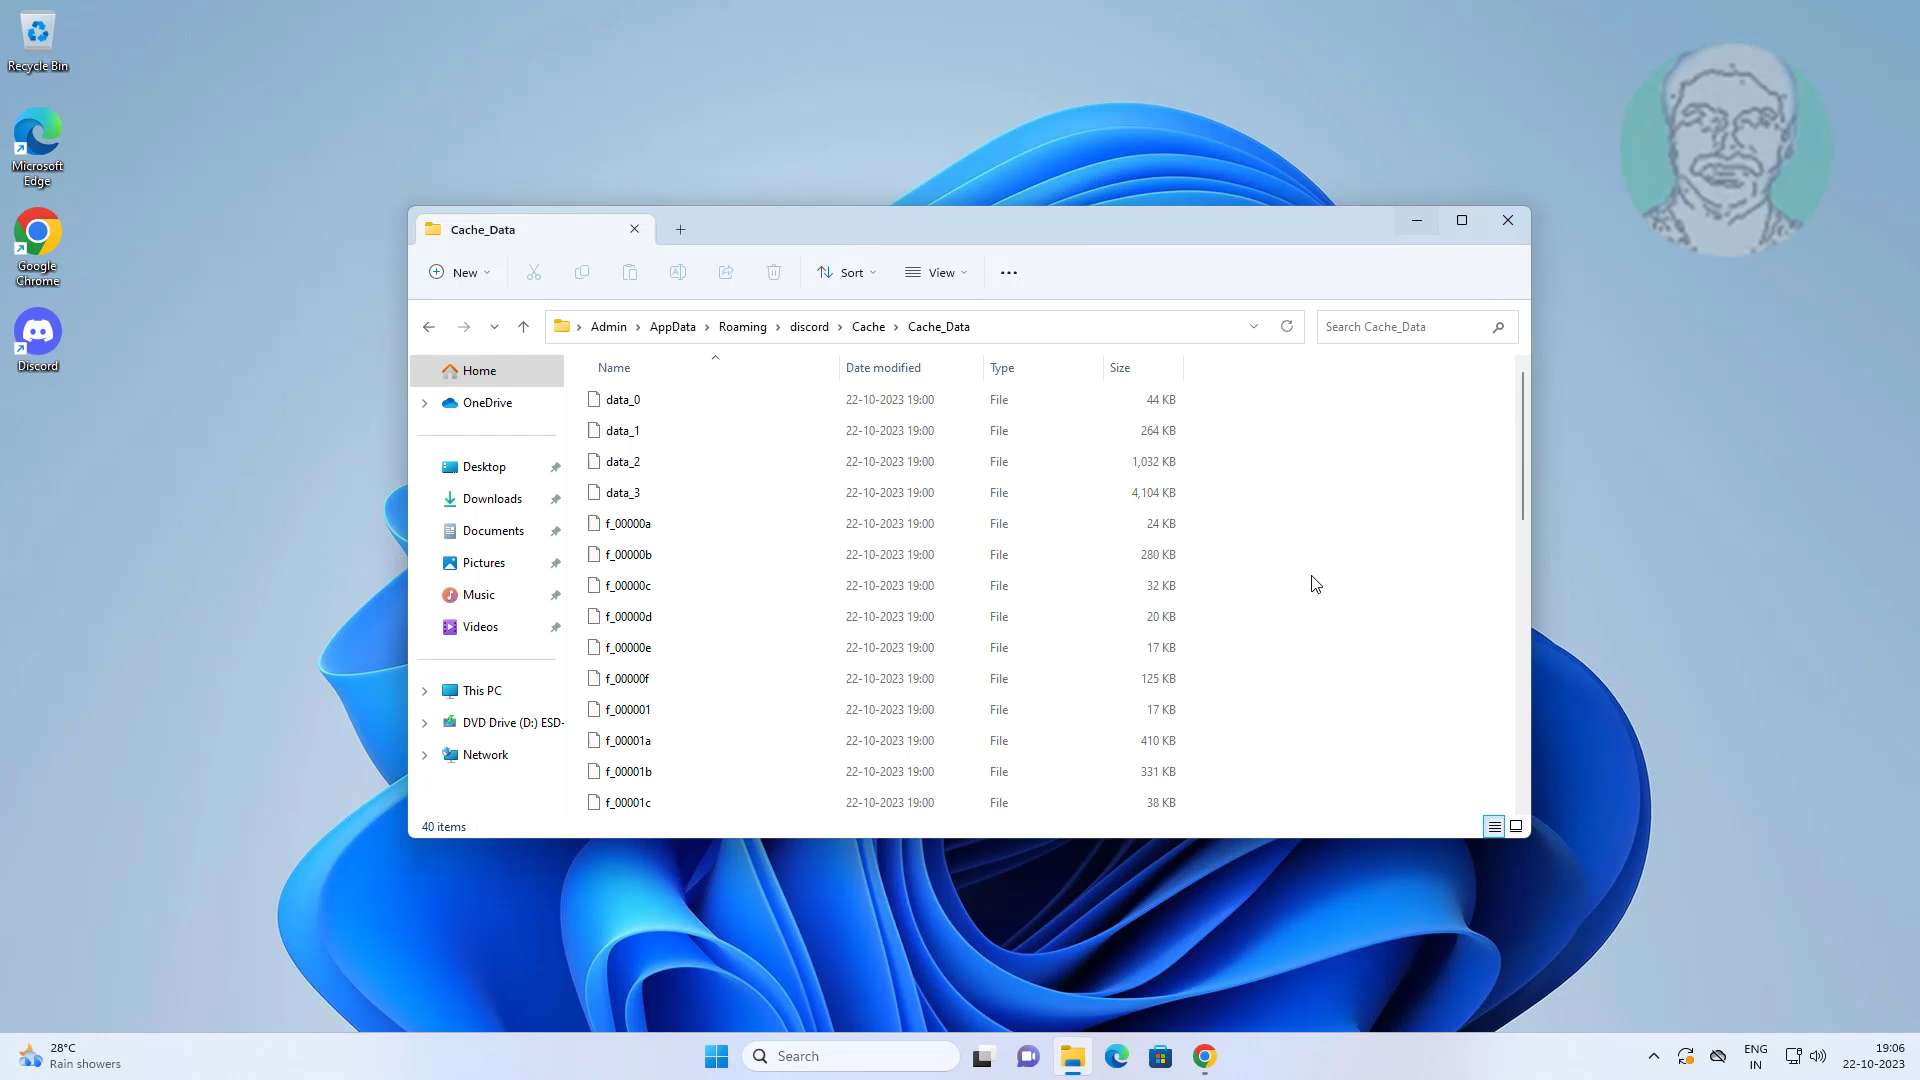 Recycle Bin
Microsoft
Edge
Google
Chrome
Discord
Cache_Data
New
Sort
View
Admin > AppData > Roaming > discord > Cache > Cache_Data
Search Cache_Data
Home
OneDrive
Desktop
Downloads
Documents
Pictures
Music
Videos
This PC
DVD Drive (D:) ESD-
Network
Name Date modified Type Size
data_0 22-10-2023 19:00 File 44 KB
data_1 22-10-2023 19:00 File 264 KB
data_2 22-10-2023 19:00 File 1,032 KB
data_3 22-10-2023 19:00 File 4,104 KB
f_00000a 22-10-2023 19:00 File 24 KB
f_00000b 22-10-2023 19:00 File 280 KB
f_00000c 22-10-2023 19:00 File 32 KB
f_00000d 22-10-2023 19:00 File 20 KB
f_00000e 22-10-2023 19:00 File 17 KB
f_00000f 22-10-2023 19:00 File 125 KB
f_000001 22-10-2023 19:00 File 17 KB
f_00001a 22-10-2023 19:00 File 410 KB
f_00001b 22-10-2023 19:00 File 331 KB
f_00001c 22-10-2023 19:00 File 38 KB
40 items
28°C
Rain showers
Search
ENG
IN
19:06
22-10-2023